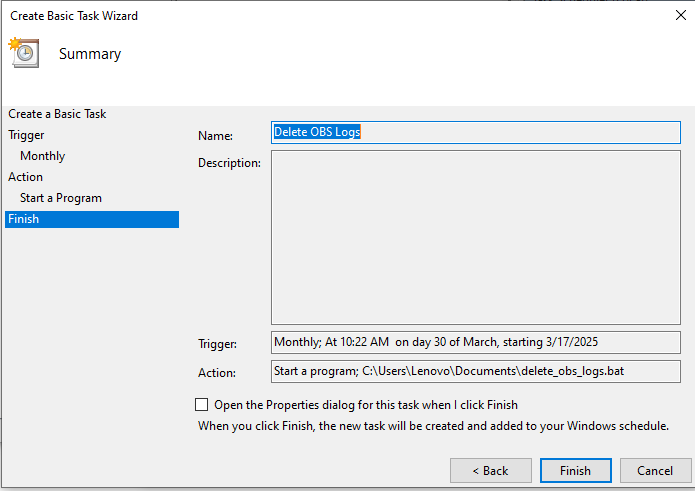 Create Basic Task Wizard
Summary
Create a Basic Task
Trigger
Monthly
Action
Start a Program
Finish
Name: Delete OBS Logs
Description:
Trigger: Monthly; At 10:22 AM on day 30 of March, starting 3/17/2025
Action: Start a program; C:\Users\Lenovo\Documents\delete_obs_logs.bat
Open the Properties dialog for this task when I click Finish
When you click Finish, the new task will be created and added to your Windows schedule.
< Back Finish Cancel